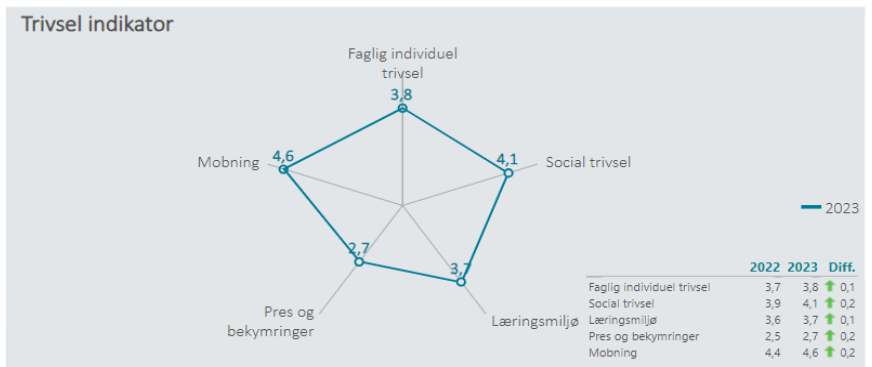 Trivsel indikator
Faglig individuel
trivsel
3,8
4,6
Mobning
4,1
Social trivsel
2023
2,7
3,7
Pres og
bekymringer
Læringsmiljø
2022 2023 Diff.
Faglig individuel trivsel 3,7 3,8 0,1
Social trivsel 3,9 4,1 0,2
Læringsmiljø 3,6 3,7 0,1
Pres og bekymringer 2,5 2,7 0,2
Mobning 4,4 4,6 0,2